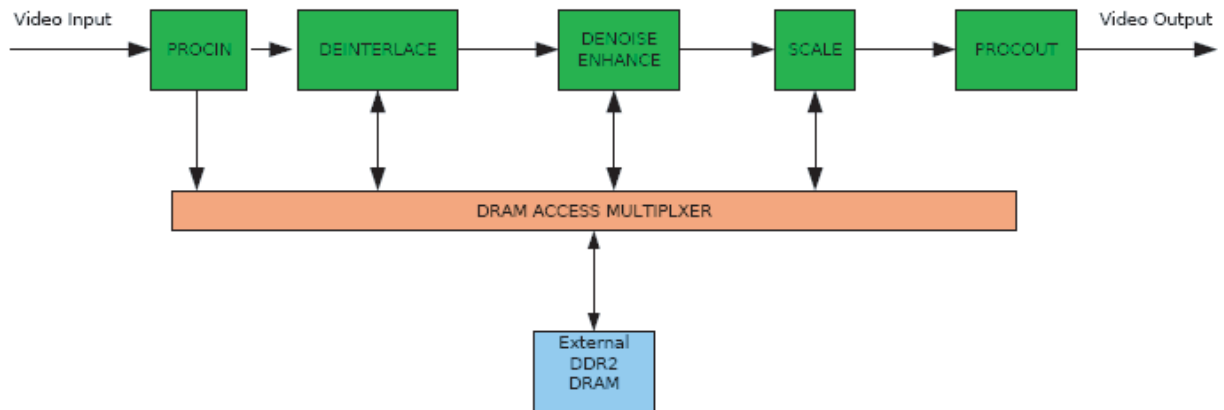 Video Input
Video Output
PROCIN
DEINTERLACE
DENOISE
ENHANCE
SCALE
PROCOUT
DRAM ACCESS MULTIPLXER
External
DDR2
DRAM